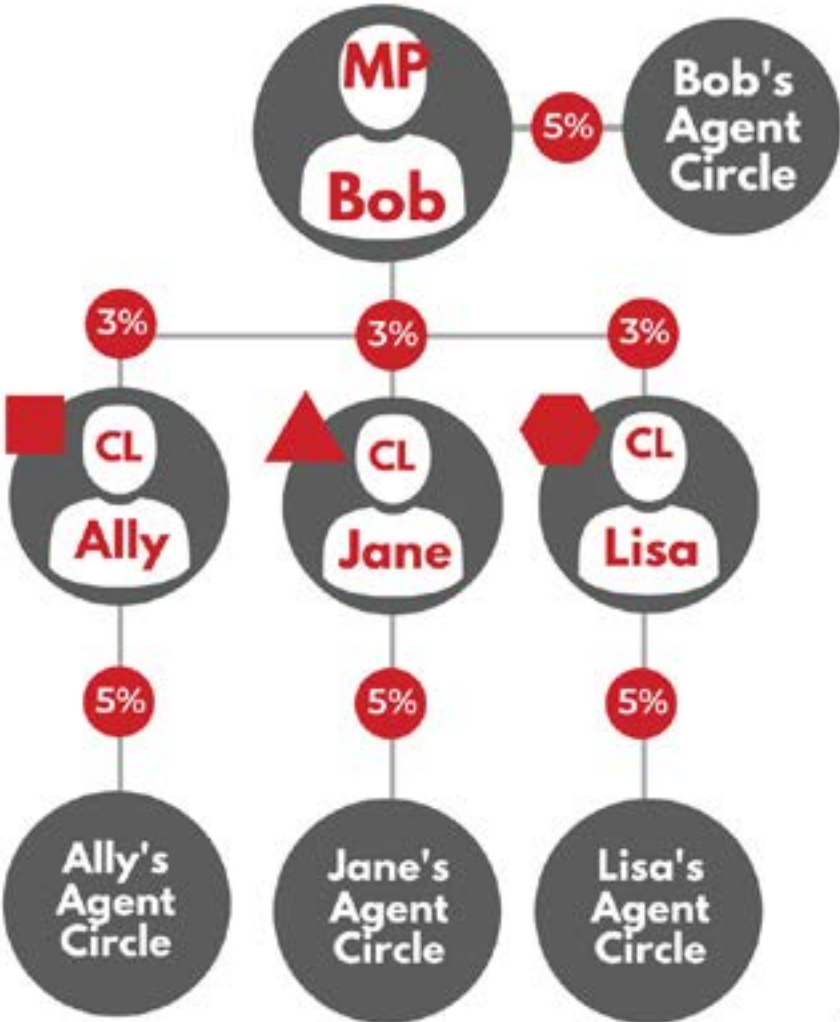 MP
Bob
5%
Bob's
Agent
Circle
3%
3%
3%
CL
Ally
CL
Jane
CL
Lisa
5%
5%
5%
Ally's
Agent
Circle
Jane's
Agent
Circle
Lisa's
Agent
Circle